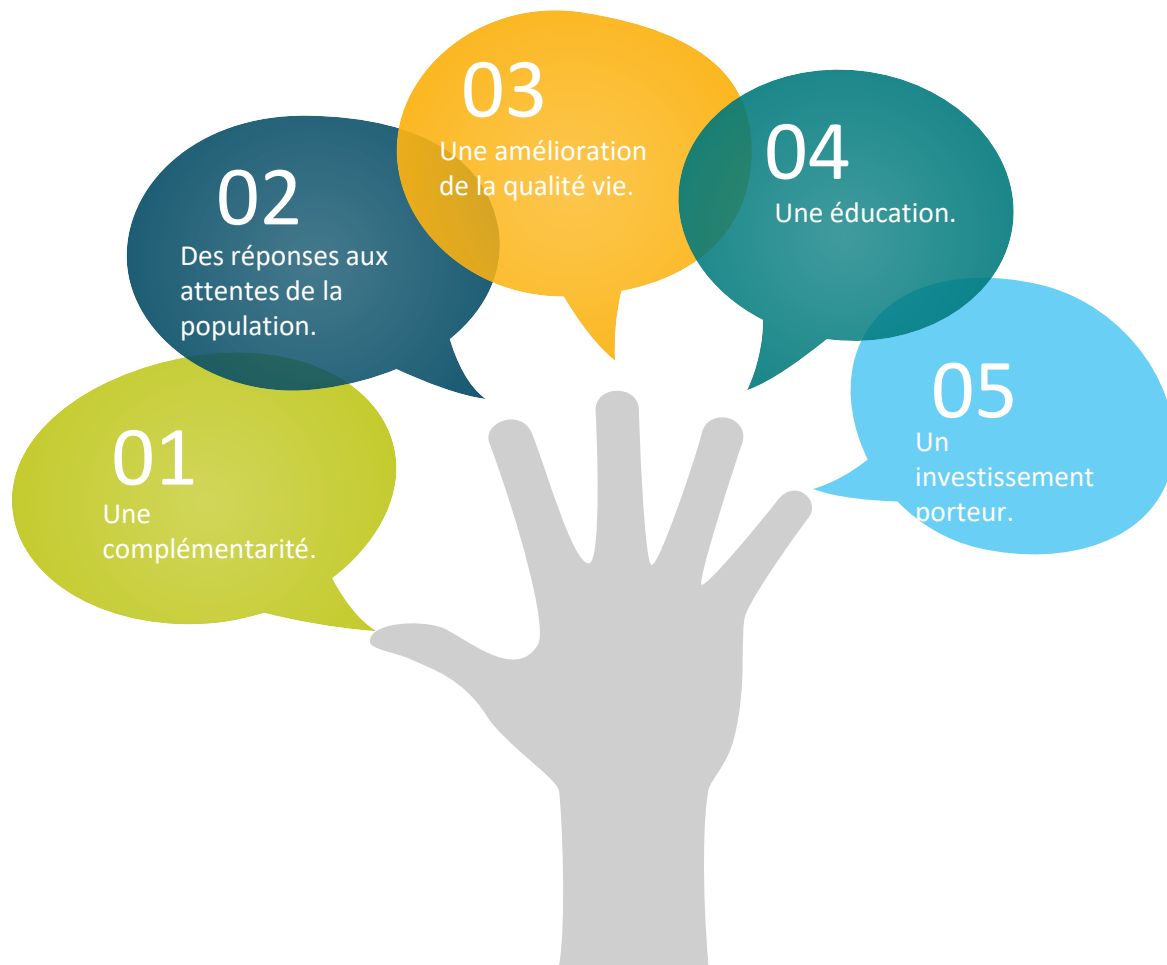 01
Une
complémentarité.
02
Des réponses aux
attentes de la
population.
03
Une amélioration
de la qualité vie.
04
Une éducation.
05
Un
investissement
porteur.